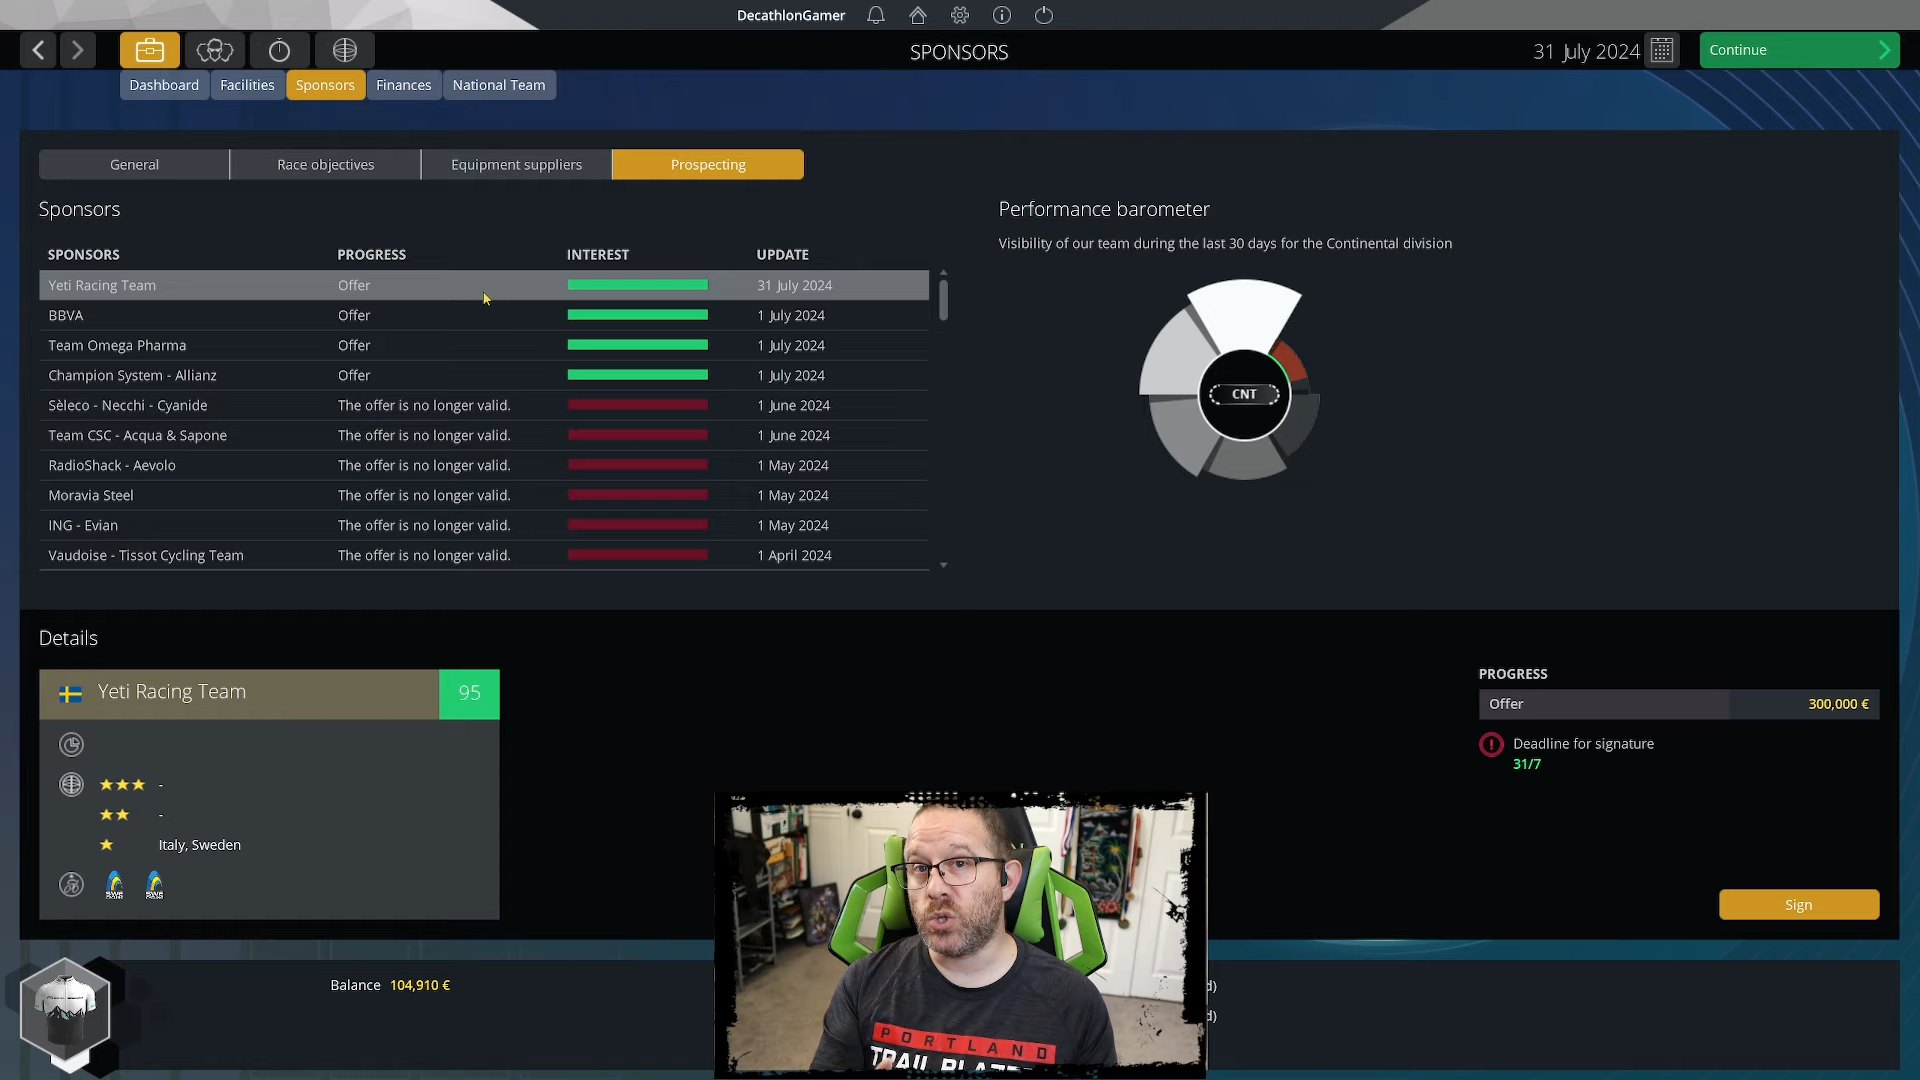 DecathlonGamer
SPONSORS
31 July 2024
Continue
Dashboard
Facilities
Sponsors
Finances
National Team
General
Race objectives
Equipment suppliers
Prospecting
Sponsors
SPONSORS PROGRESS INTEREST UPDATE
Yeti Racing Team Offer 31 July 2024
BBVA Offer 1 July 2024
Team Omega Pharma Offer 1 July 2024
Champion System - Allianz Offer 1 July 2024
Sèleco - Necchi - Cyanide The offer is no longer valid. 1 June 2024
Team CSC - Acqua & Sapone The offer is no longer valid. 1 June 2024
RadioShack - Aevolo The offer is no longer valid. 1 May 2024
Moravia Steel The offer is no longer valid. 1 May 2024
ING - Evian The offer is no longer valid. 1 May 2024
Vaudoise - Tissot Cycling Team The offer is no longer valid. 1 April 2024
Performance barometer
Visibility of our team during the last 30 days for the Continental division
CNT
Details
Yeti Racing Team 95
-
-
Italy, Sweden
PROGRESS
Offer 300,000 €
Deadline for signature
31/7
Sign
Balance 104,910 €
d)
d)
PORTLAND
TRAIL BLAZE